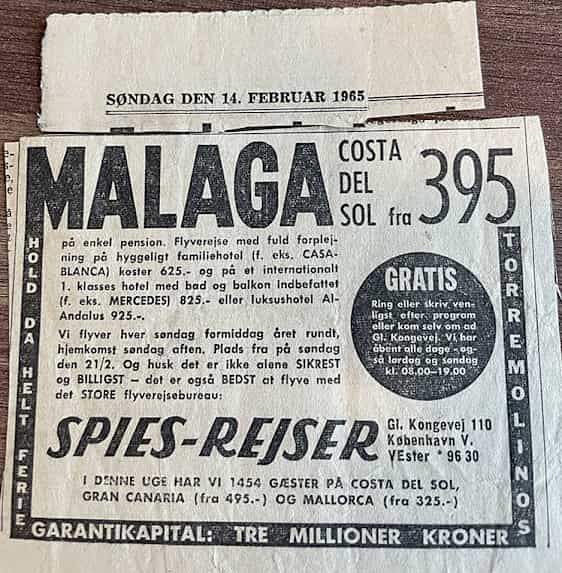 SØNDAG DEN 14. FEBRUAR 1965
MALAGA
COSTA
DEL
SOL fra 395
på enkel pension. Flyverejse med fuld forplej-
ning på hyggeligt familiehotel (f. eks. CASA-
BLANCA) koster 625.- og på et internationalt
1. classes hotel med bad og balkon indbefattet
(f. eks. MERCEDES) 825.- eller luksushotel Al-
Andalus 925.-.
Vi flyver hver søndag formiddag året rundt,
hjemkomst søndag aften. Plads fra på søndag
den 21/2. Og husk det er ikke alene SIKREST
og BILLIGST – det er også BEDST at flyve med
det STORE flyverejsebureau:
GRATIS
Ring eller skriv ven-
ligst efter program
eller kom selv om ad
Gl. Kongevej. Vi har
åbent alle dage - og-
så lørdag og søndag
kl. 08.00–19.00
SPIES-REJSER
Gl. Kongevej 110
København V.
VEster * 96 30
I DENNE UGE HAR VI 1454 GÆSTER PÅ COSTA DEL SOL,
GRAN CANARIA (fra 495.-) OG MALLORCA (fra 325.-)
HOLD DA HELT FERIE
GARANTIKAPITAL: TRE MILLIONER KRONER
TORREMOLINOS